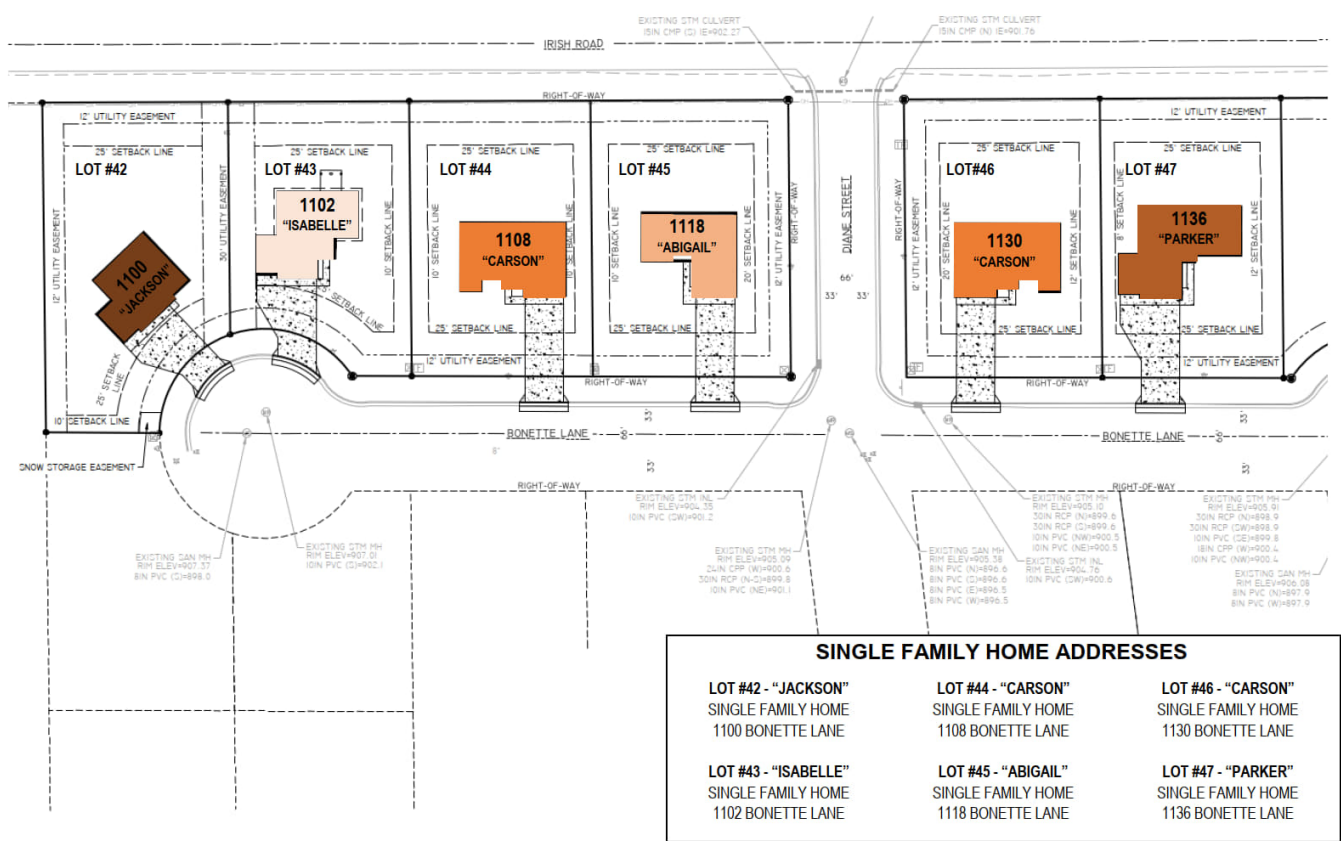 EXISTING STM CULVERT
15IN CMP (S) IE=902.27
EXISTING STM CULVERT
15IN CMP (N) IE=901.76
IRISH ROAD
RIGHT-OF-WAY
12' UTILITY EASEMENT
12' UTILITY EASEMENT
25' SETBACK LINE
25' SETBACK LINE
25' SETBACK LINE
25' SETBACK LINE
25' SETBACK LINE
25' SETBACK LINE
LOT #42
LOT #43
LOT #44
LOT #45
LOT#46
LOT #47
12' UTILITY EASEMENT
30' UTILITY EASEMENT
10' SETBACK LINE
10' SETBACK LINE
10' SETBACK LINE
10' SETBACK LINE
20' SETBACK LINE
12' UTILITY EASEMENT
RIGHT-OF-WAY
DIANE STREET
66'
33'
33'
RIGHT-OF-WAY
12' UTILITY EASEMENT
20' SETBACK LINE
12' SETBACK LINE
8' SETBACK LINE
12' SETBACK LINE
1100
"JACKSON"
1102
"ISABELLE"
1108
"CARSON"
1118
"ABIGAIL"
1130
"CARSON"
1136
"PARKER"
SETBACK LINE
25' SETBACK LINE
25' SETBACK LINE
25' SETBACK LINE
25' SETBACK LINE
25' SETBACK
LINE
12' UTILITY EASEMENT
12' UTILITY EASEMENT
RIGHT-OF-WAY
RIGHT-OF-WAY
10' SETBACK LINE
SNOW STORAGE EASEMENT
BONETTE LANE
33'
66'
33'
BONETTE LANE
33'
66'
33'
RIGHT-OF-WAY
RIGHT-OF-WAY
EXISTING SAN MH
RIM ELEV=907.37
8IN PVC (S)=898.0
EXISTING STM MH
RIM ELEV=907.01
10IN PVC (S)=902.1
EXISTING STM INL
RIM ELEV=904.35
10IN PVC (SW)=901.2
EXISTING STM MH
RIM ELEV=905.09
24IN CPP (W)=900.6
30IN RCP (N-S)=899.8
10IN PVC (NE)=901.1
EXISTING SAN MH
RIM ELEV=905.38
8IN PVC (N)=896.6
8IN PVC (S)=896.6
8IN PVC (E)=896.5
8IN PVC (W)=896.5
EXISTING STM MH
RIM ELEV=905.10
30IN RCP (N)=899.6
30IN RCP (S)=899.6
10IN PVC (NW)=900.5
10IN PVC (NE)=900.5
EXISTING STM INL
RIM ELEV=904.76
10IN PVC (SW)=900.6
EXISTING STM MH
RIM ELEV=905.91
30IN RCP (N)=898.9
30IN RCP (SW)=898.9
10IN PVC (SE)=899.8
18IN CPP (W)=900.4
10IN PVC (NW)=900.4
EXISTING SAN MH
RIM ELEV=906.08
8IN PVC (N)=897.9
8IN PVC (W)=897.9
SINGLE FAMILY HOME ADDRESSES
LOT #42 - "JACKSON"
SINGLE FAMILY HOME
1100 BONETTE LANE
LOT #44 - "CARSON"
SINGLE FAMILY HOME
1108 BONETTE LANE
LOT #46 - "CARSON"
SINGLE FAMILY HOME
1130 BONETTE LANE
LOT #43 - "ISABELLE"
SINGLE FAMILY HOME
1102 BONETTE LANE
LOT #45 - "ABIGAIL"
SINGLE FAMILY HOME
1118 BONETTE LANE
LOT #47 - "PARKER"
SINGLE FAMILY HOME
1136 BONETTE LANE